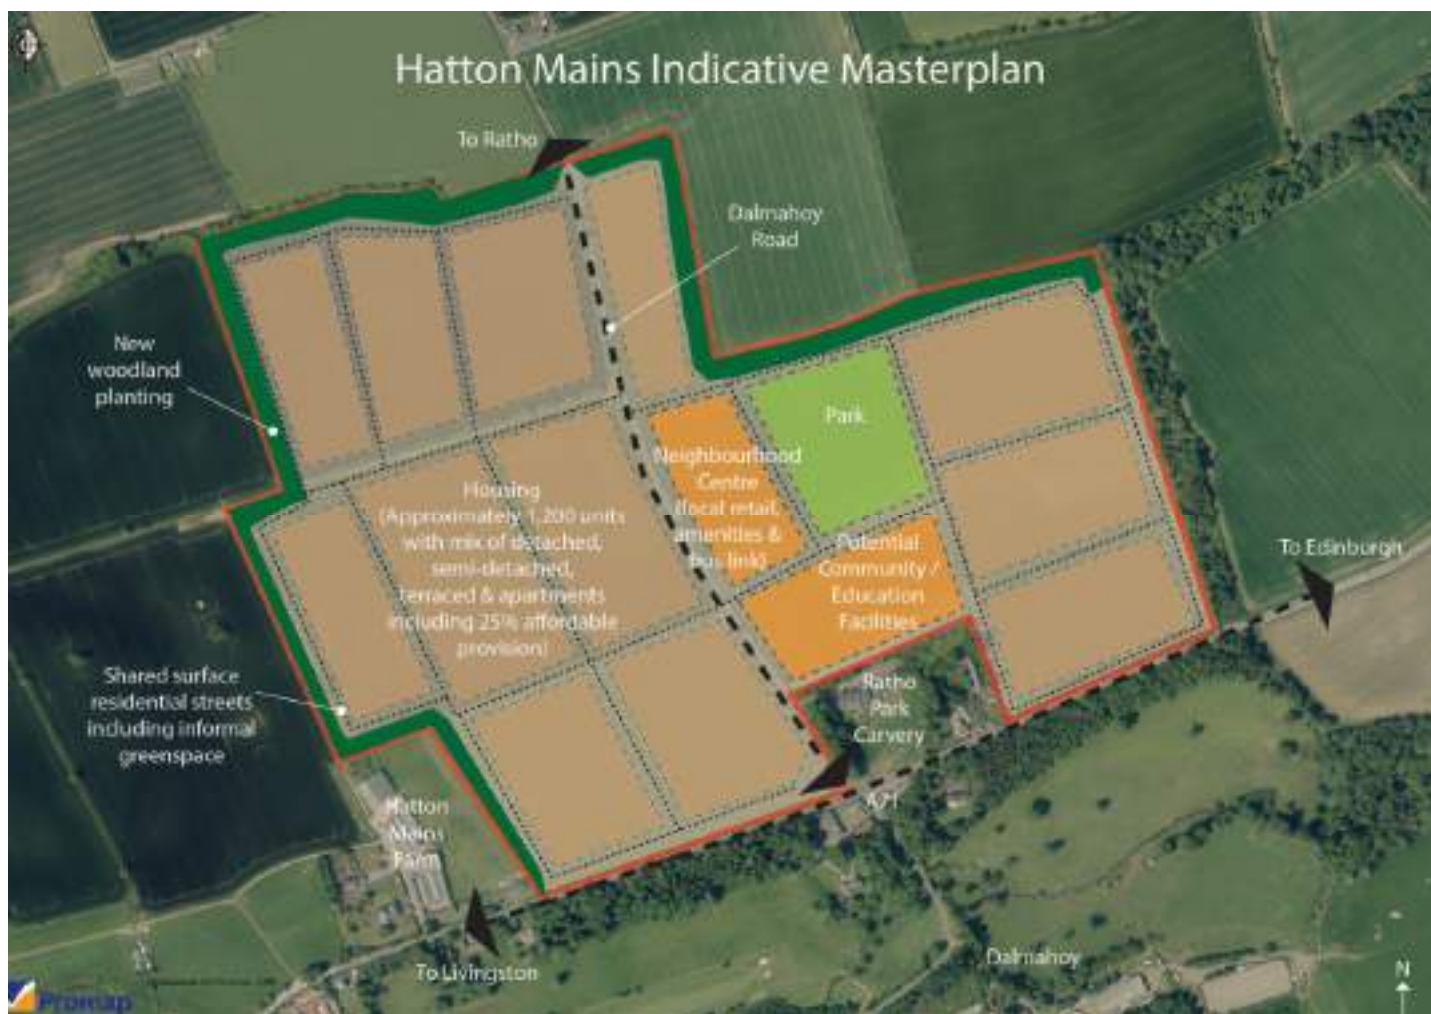 Hatton Mains Indicative Masterplan
To Ratho
Dalmahoy
Road
New
woodland
planting
Park
Neighbourhood
Centre
(local retail,
amenities &
bus link)
Housing
(Approximately 1,200 units
with mix of detached,
semi-detached,
terraced & apartments
including 25% affordable
provision)
Potential
Community /
Education
Facilities
To Edinburgh
Shared surface
residential streets
including informal
greenspace
Ratho
Park
Carvery
A71
Hatton
Mains
Farm
To Livingston
Dalmahoy
N
Promap